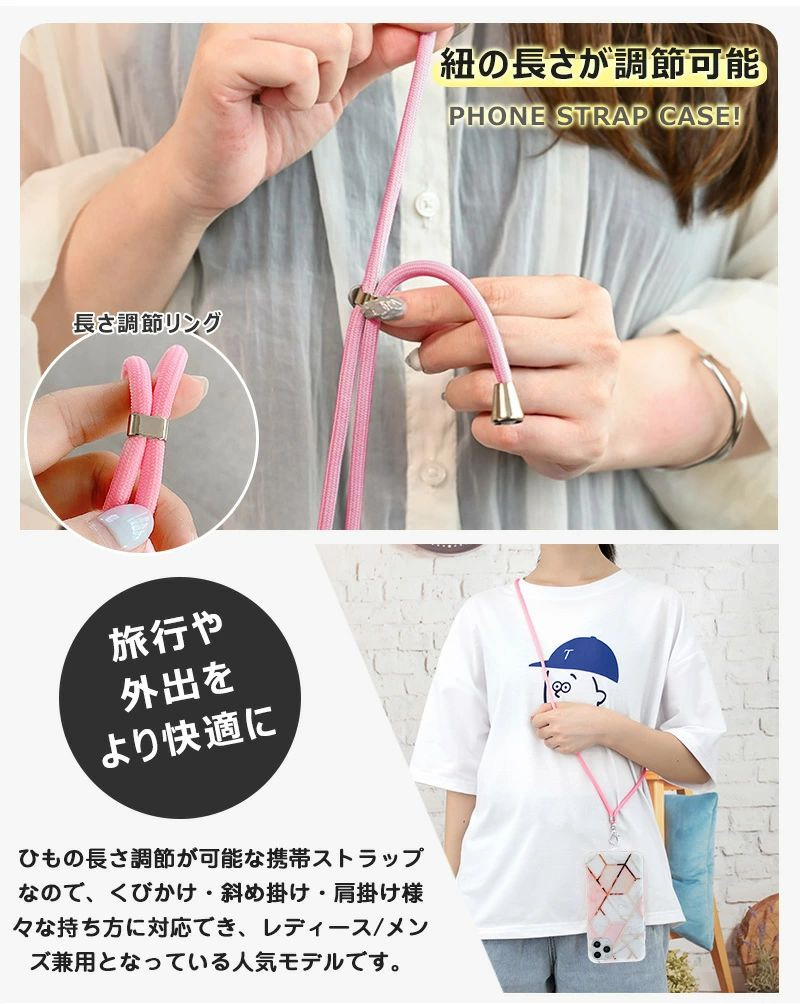 紐の長さが調節可能
PHONE STRAP CASE!
長さ調節リング
旅行や
外出を
より快適に
T
ひもの長さ調節が可能な携帯ストラップ
なので、くびかけ・斜め掛け・肩掛け様
々な持ち方に対応でき、レディース/メン
ズ兼用となっている人気モデルです。